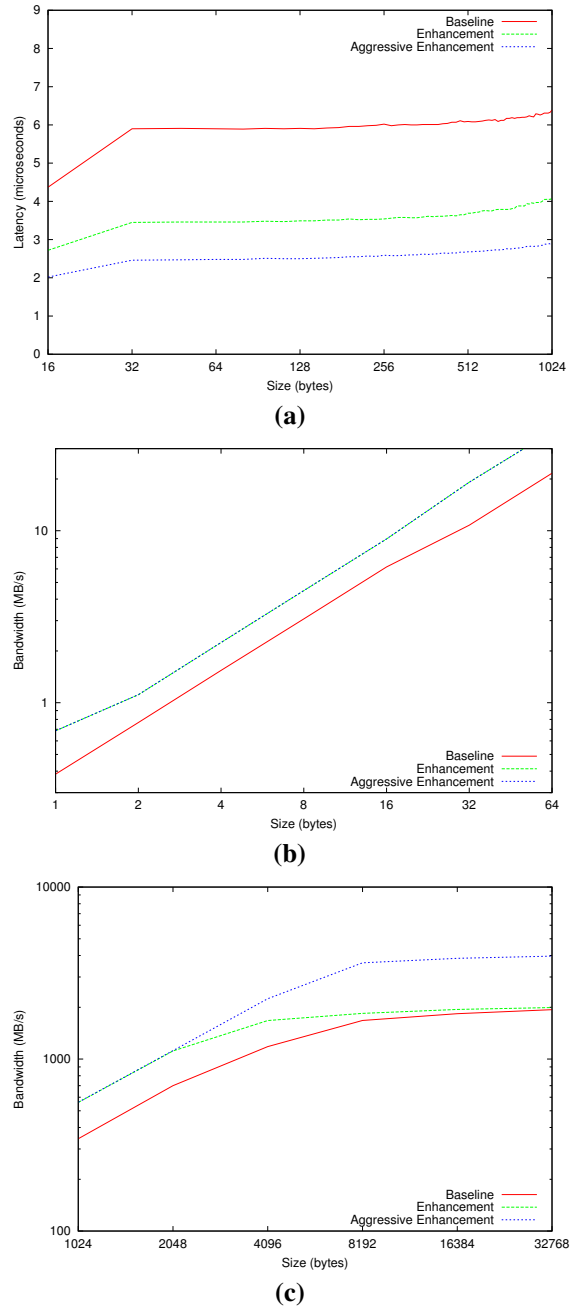 9
8
7
6
5
4
3
2
1
0
Latency (microseconds)
Baseline
Enhancement
Aggressive Enhancement
16 32 64 128 256 512 1024
Size (bytes)
(a)
10
1
Bandwidth (MB/s)
Baseline
Enhancement
Aggressive Enhancement
1 2 4 8 16 32 64
Size (bytes)
(b)
10000
1000
100
Bandwidth (MB/s)
Baseline
Enhancement
Aggressive Enhancement
1024 2048 4096 8192 16384 32768
Size (bytes)
(c)